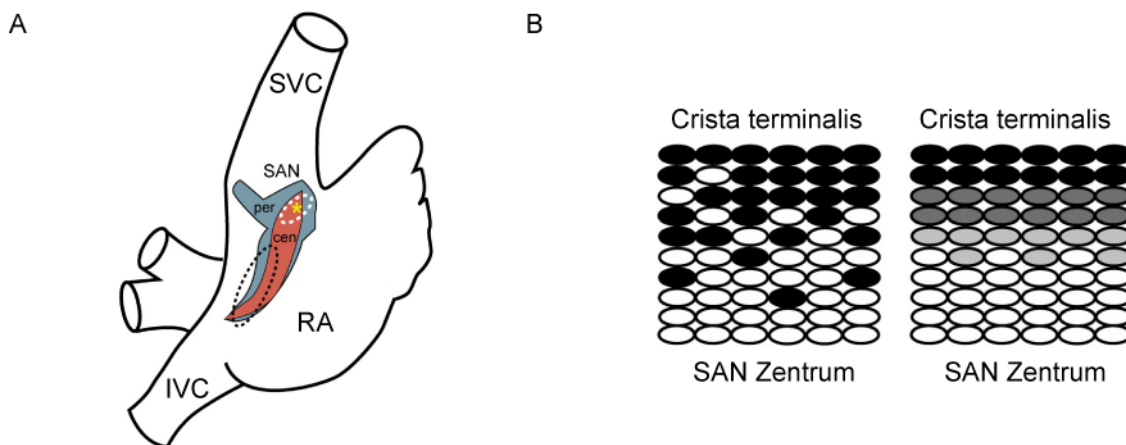 A
B
SVC
SAN
per
cen
RA
IVC
Crista terminalis
SAN Zentrum
Crista terminalis
SAN Zentrum